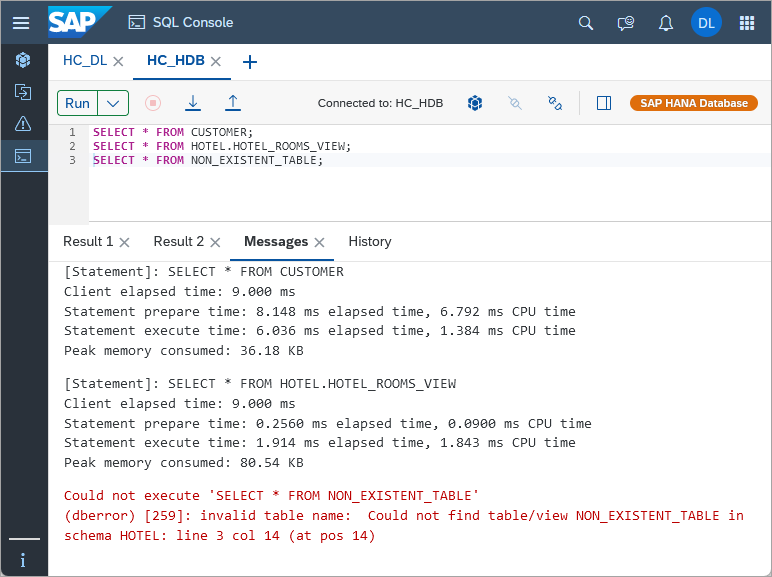 SAP SQL Console DL
HC_DL HC_HDB
Run Connected to: HC_HDB SAP HANA Database
1 SELECT * FROM CUSTOMER;
2 SELECT * FROM HOTEL.HOTEL_ROOMS_VIEW;
3 SELECT * FROM NON_EXISTENT_TABLE;
Result 1 Result 2 Messages History
[Statement]: SELECT * FROM CUSTOMER
Client elapsed time: 9.000 ms
Statement prepare time: 8.148 ms elapsed time, 6.792 ms CPU time
Statement execute time: 6.036 ms elapsed time, 1.384 ms CPU time
Peak memory consumed: 36.18 KB
[Statement]: SELECT * FROM HOTEL.HOTEL_ROOMS_VIEW
Client elapsed time: 9.000 ms
Statement prepare time: 0.2560 ms elapsed time, 0.0900 ms CPU time
Statement execute time: 1.914 ms elapsed time, 1.843 ms CPU time
Peak memory consumed: 80.54 KB
Could not execute 'SELECT * FROM NON_EXISTENT_TABLE'
(dberror) [259]: invalid table name:  Could not find table/view NON_EXISTENT_TABLE in
schema HOTEL: line 3 col 14 (at pos 14)